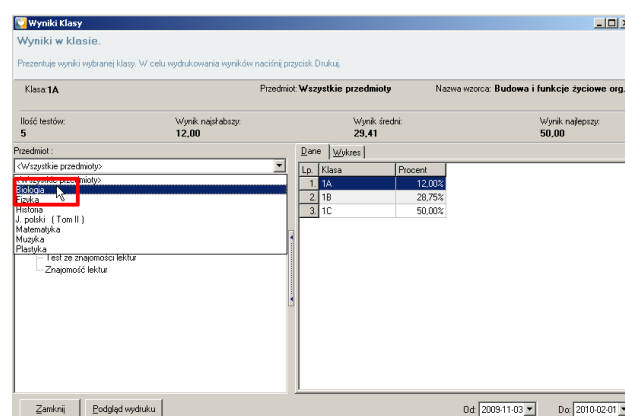 Wyniki Klasy
Wyniki w klasie.
Prezentuje wyniki wybranej klasy. W celu wydrukowania wyników naciśnij przycisk Drukuj.
Klasa: 1A Przedmiot: Wszystkie przedmioty Nazwa wzorca: Budowa i funkcje życiowe org.
Ilość testów: Wynik najsłabszy: Wynik średni: Wynik najlepszy:
5 12,00 29,41 50,00
Przedmiot :
<Wszystkie przedmioty>
<Wszystkie przedmioty>
Biologia
Fizyka
Historia
J. polski ( Tom II )
Matematyka
Muzyka
Plastyka
Test ze znajomości lektur
Znajomość lektur
Dane Wykres
Lp. Klasa Procent
1. 1A 12,00%
2. 1B 28,75%
3. 1C 50,00%
Zamknij Podgląd wydruku Od: 2009-11-03 Do: 2010-02-01